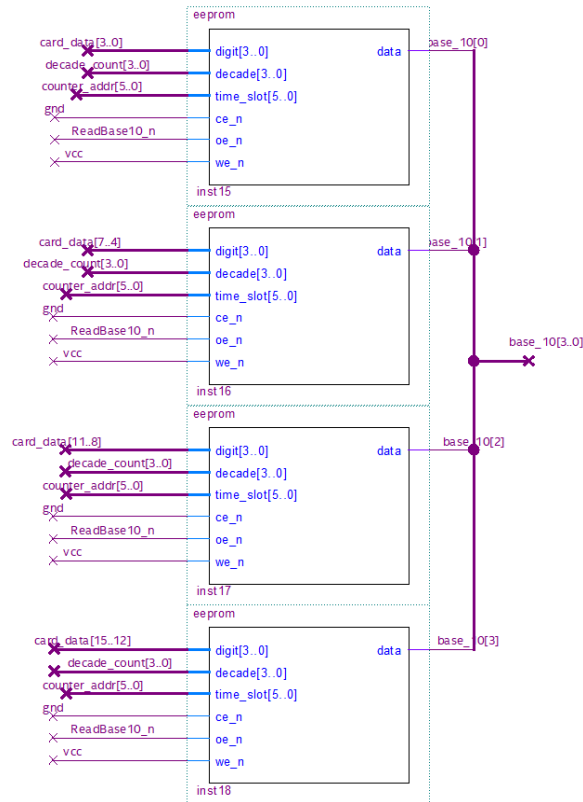 eeprom
card_data[3..0] digit[3..0] data base_10[0]
decade_count[3..0] decade[3..0]
counter_addr[5..0] time_slot[5..0]
gnd ce_n
ReadBase10_n oe_n
vcc we_n
inst15
eeprom
card_data[7..4] digit[3..0] data base_10[1]
decade_count[3..0] decade[3..0]
counter_addr[5..0] time_slot[5..0]
gnd ce_n
ReadBase10_n oe_n
vcc we_n
base_10[3..0]
inst16
eeprom
card_data[11..8] digit[3..0] data base_10[2]
decade_count[3..0] decade[3..0]
counter_addr[5..0] time_slot[5..0]
gnd ce_n
ReadBase10_n oe_n
vcc we_n
inst17
eeprom
card_data[15..12] digit[3..0] data base_10[3]
decade_count[3..0] decade[3..0]
counter_addr[5..0] time_slot[5..0]
gnd ce_n
ReadBase10_n oe_n
vcc we_n
inst18